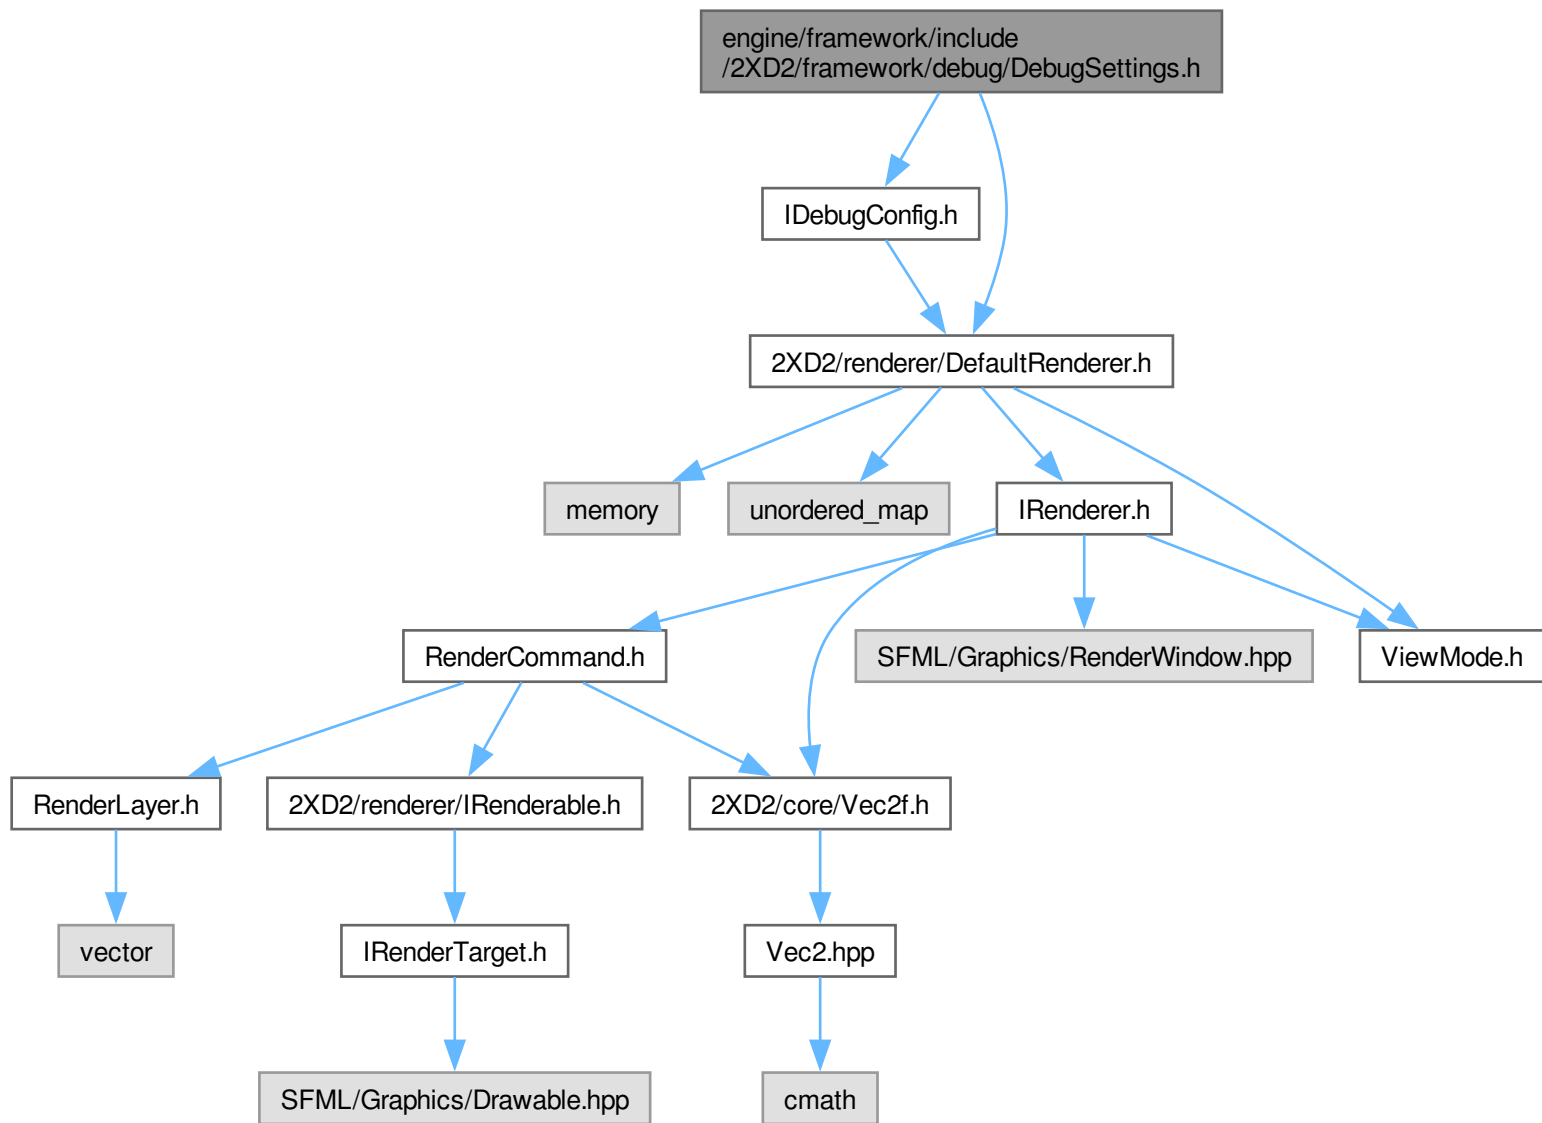 engine/framework/include
/2XD2/framework/debug/DebugSettings.h
IDebugConfig.h
2XD2/renderer/DefaultRenderer.h
memory
unordered_map
IRenderer.h
RenderCommand.h
SFML/Graphics/RenderWindow.hpp
ViewMode.h
RenderLayer.h
2XD2/renderer/IRenderable.h
2XD2/core/Vec2f.h
vector
IRenderTarget.h
Vec2.hpp
SFML/Graphics/Drawable.hpp
cmath